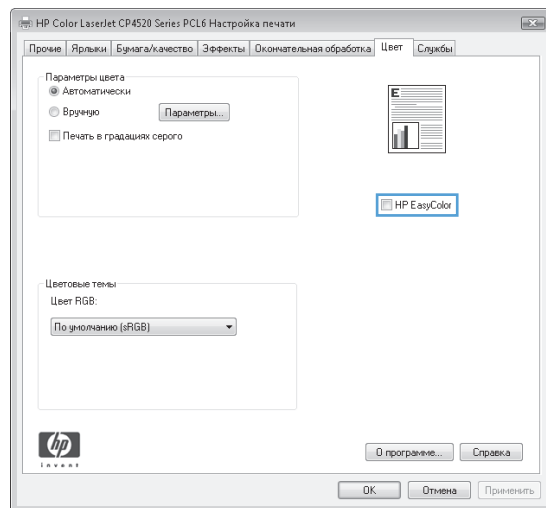 HP Color LaserJet CP4520 Series PCL6 Настройка печати
Прочие Ярлыки Бумага/качество Эффекты Окончательная обработка Цвет Службы
Параметры цвета
Автоматически
Вручную Параметры...
Печать в градациях серого
E
HP EasyColor
Цветовые темы
Цвет RGB:
По умолчанию (sRGB)
hp
invent
О программе... Справка
OK Отмена Применить